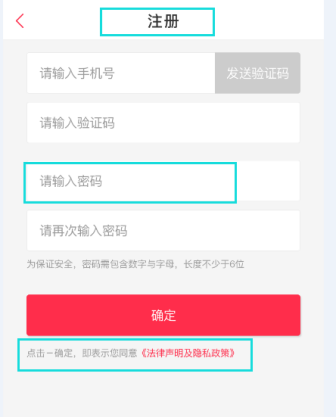 注册
请输入手机号 发送验证码
请输入验证码
请输入密码
请再次输入密码
为保证安全，密码需包含数字与字母，长度不少于6位
确定
点击－确定，即表示您同意《法律声明及隐私政策》